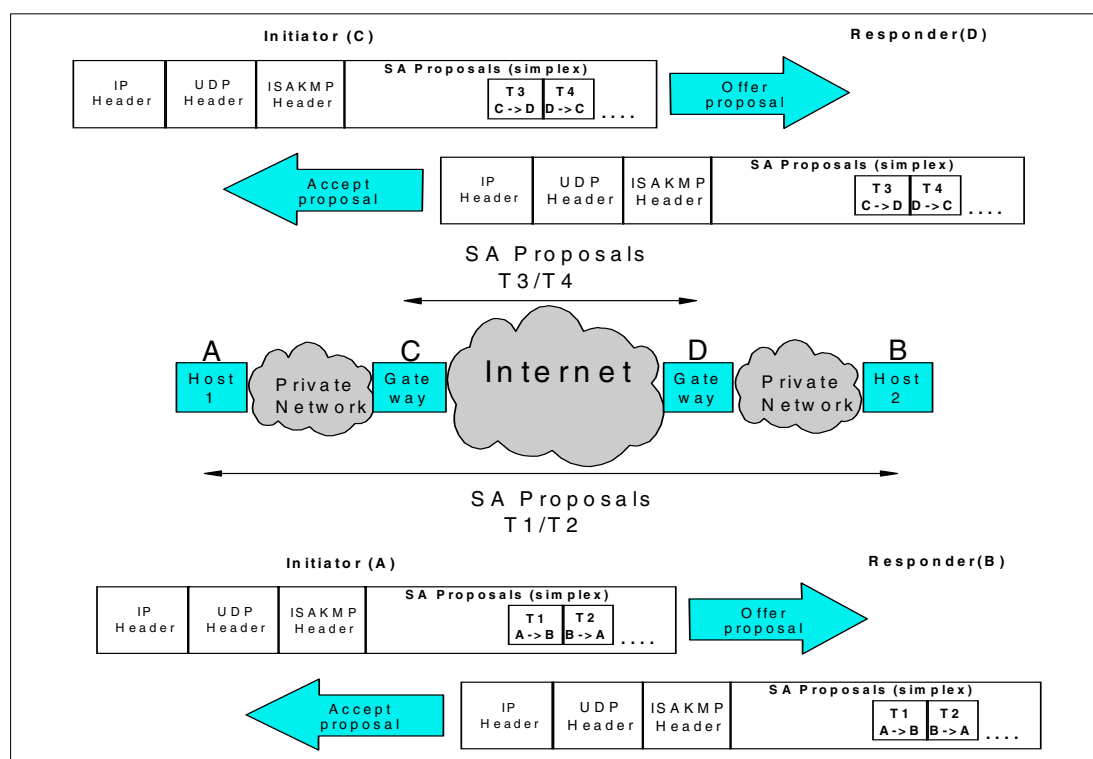 Initiator (C) Responder(D)
SA Proposals (simplex)
IP Header
UDP Header
ISAKMP Header
T3 C->D
T4 D->C
....
Offer proposal
Accept proposal
IP Header
UDP Header
ISAKMP Header
SA Proposals (simplex)
T3 C->D
T4 D->C
....
SA Proposals
T3/T4
A
C
D
B
Host 1
Private Network
Gate way
Internet
Gate way
Private Network
Host 2
SA Proposals
T1/T2
Initiator (A) Responder(B)
SA Proposals (simplex)
IP Header
UDP Header
ISAKMP Header
T1 A->B
T2 B->A
....
Offer proposal
Accept proposal
IP Header
UDP Header
ISAKMP Header
SA Proposals (simplex)
T1 A->B
T2 B->A
....